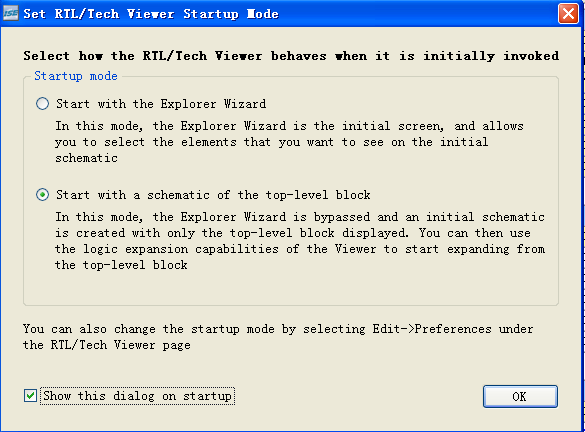 ISE Set RTL/Tech Viewer Startup Mode
Select how the RTL/Tech Viewer behaves when it is initially invoked
Startup mode
Start with the Explorer Wizard
In this mode, the Explorer Wizard is the initial screen, and allows
you to select the elements that you want to see on the initial
schematic
Start with a schematic of the top-level block
In this mode, the Explorer Wizard is bypassed and an initial schematic
is created with only the top-level block displayed. You can then use
the logic expansion capabilities of the Viewer to start expanding from
the top-level block
You can also change the startup mode by selecting Edit->Preferences under
the RTL/Tech Viewer page
Show this dialog on startup
OK